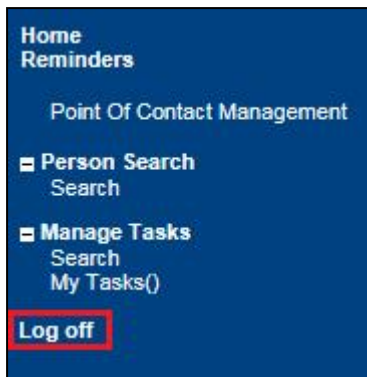 Home
Reminders
Point Of Contact Management
Person Search
Search
Manage Tasks
Search
My Tasks()
Log off